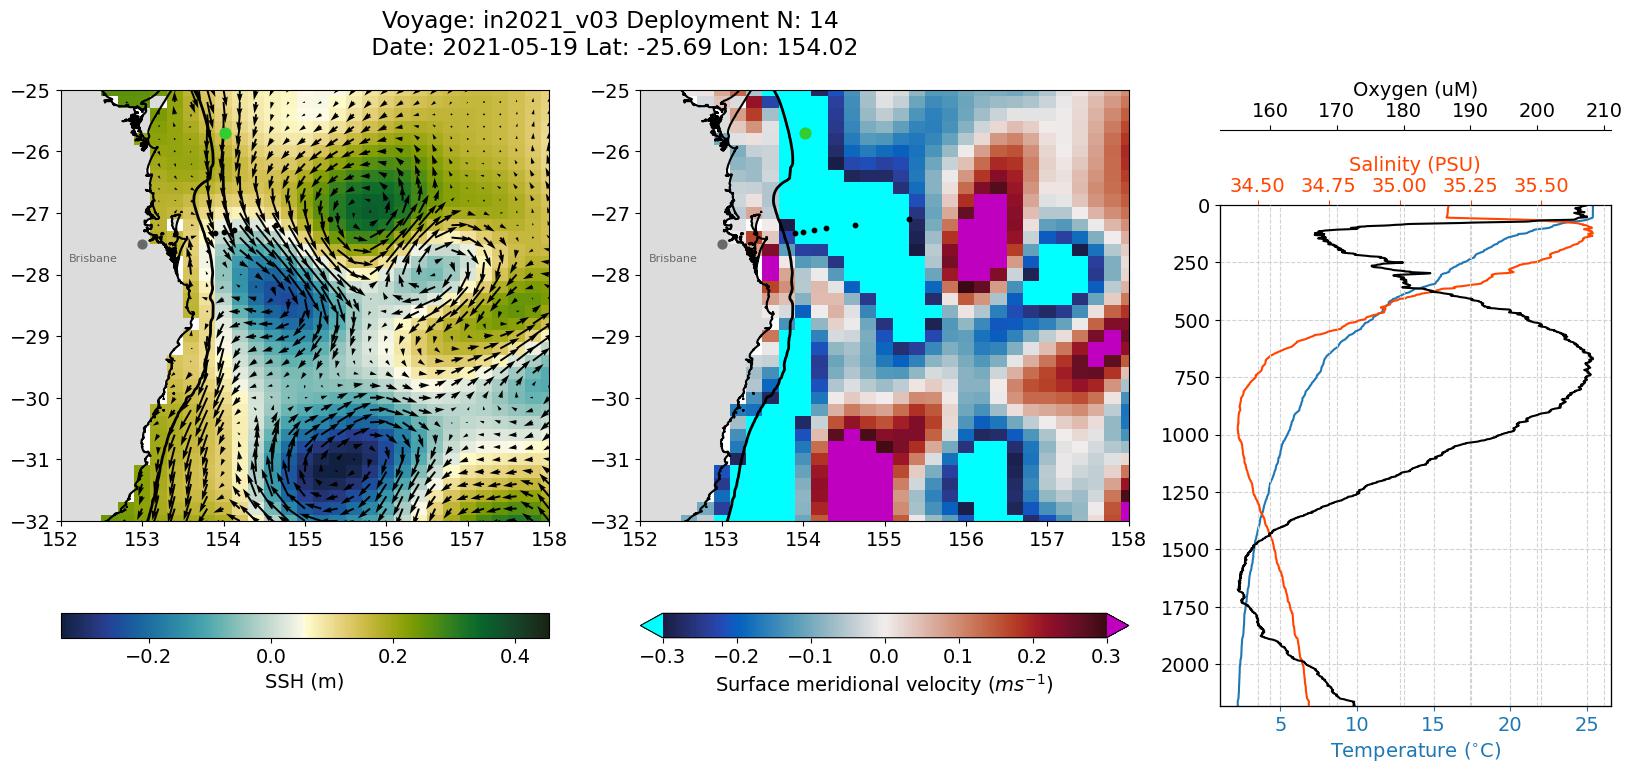 Voyage: in2021_v03 Deployment N: 14
Date: 2021-05-19 Lat: -25.69 Lon: 154.02
−25
−26
−27
−28
−29
−30
−31
−32
152 153 154 155 156 157 158
Brisbane
−0.2 0.0 0.2 0.4
SSH (m)
−25
−26
−27
−28
−29
−30
−31
−32
152 153 154 155 156 157 158
Brisbane
−0.3 −0.2 −0.1 0.0 0.1 0.2 0.3
Surface meridional velocity (ms⁻¹)
Oxygen (uM)
160 170 180 190 200 210
Salinity (PSU)
34.50 34.75 35.00 35.25 35.50
0
250
500
750
1000
1250
1500
1750
2000
5 10 15 20 25
Temperature (°C)